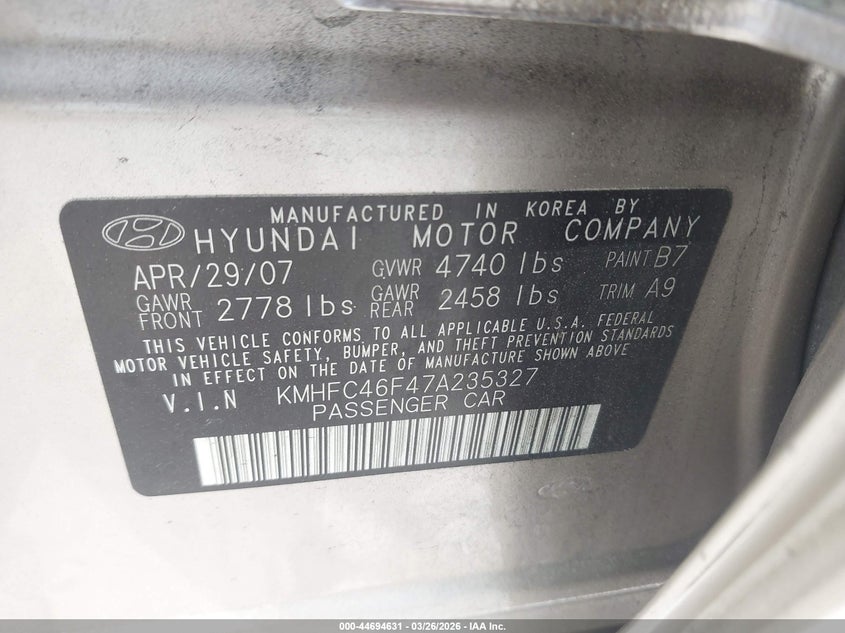 MANUFACTURED IN KOREA BY
HYUNDAI MOTOR COMPANY
APR/29/07 GVWR 4740 lbs PAINT B7
GAWR FRONT 2778 lbs GAWR REAR 2458 lbs TRIM A9
THIS VEHICLE CONFORMS TO ALL APPLICABLE U.S.A. FEDERAL
MOTOR VEHICLE SAFETY, BUMPER, AND THEFT PREVENTION STANDARDS
IN EFFECT ON THE DATE OF MANUFACTURE SHOWN ABOVE
V.I.N KMHFC46F47A235327
PASSENGER CAR
000-44694631 - 03/26/2026 - IAA Inc.